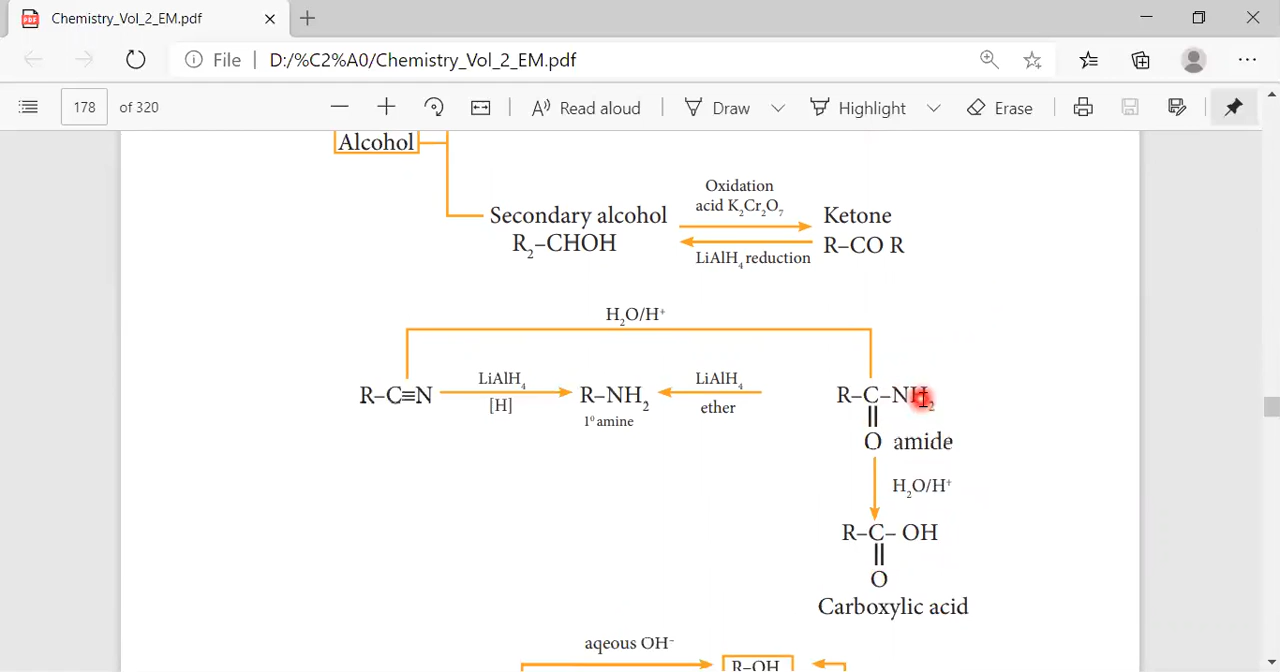 Chemistry_Vol_2_EM.pdf
File D:/%C2%A0/Chemistry_Vol_2_EM.pdf
178 of 320 Read aloud Draw Highlight Erase
Alcohol
Oxidation
acid K₂Cr₂O₇
Secondary alcohol Ketone
R₂–CHOH R–CO R
LiAlH₄ reduction
H₂O/H⁺
LiAlH₄ LiAlH₄
R–C≡N R–NH₂ R–C–NH₂
[H] ether
1⁰ amine
O amide
H₂O/H⁺
R–C– OH
O
Carboxylic acid
aqeous OH⁻
R–OH